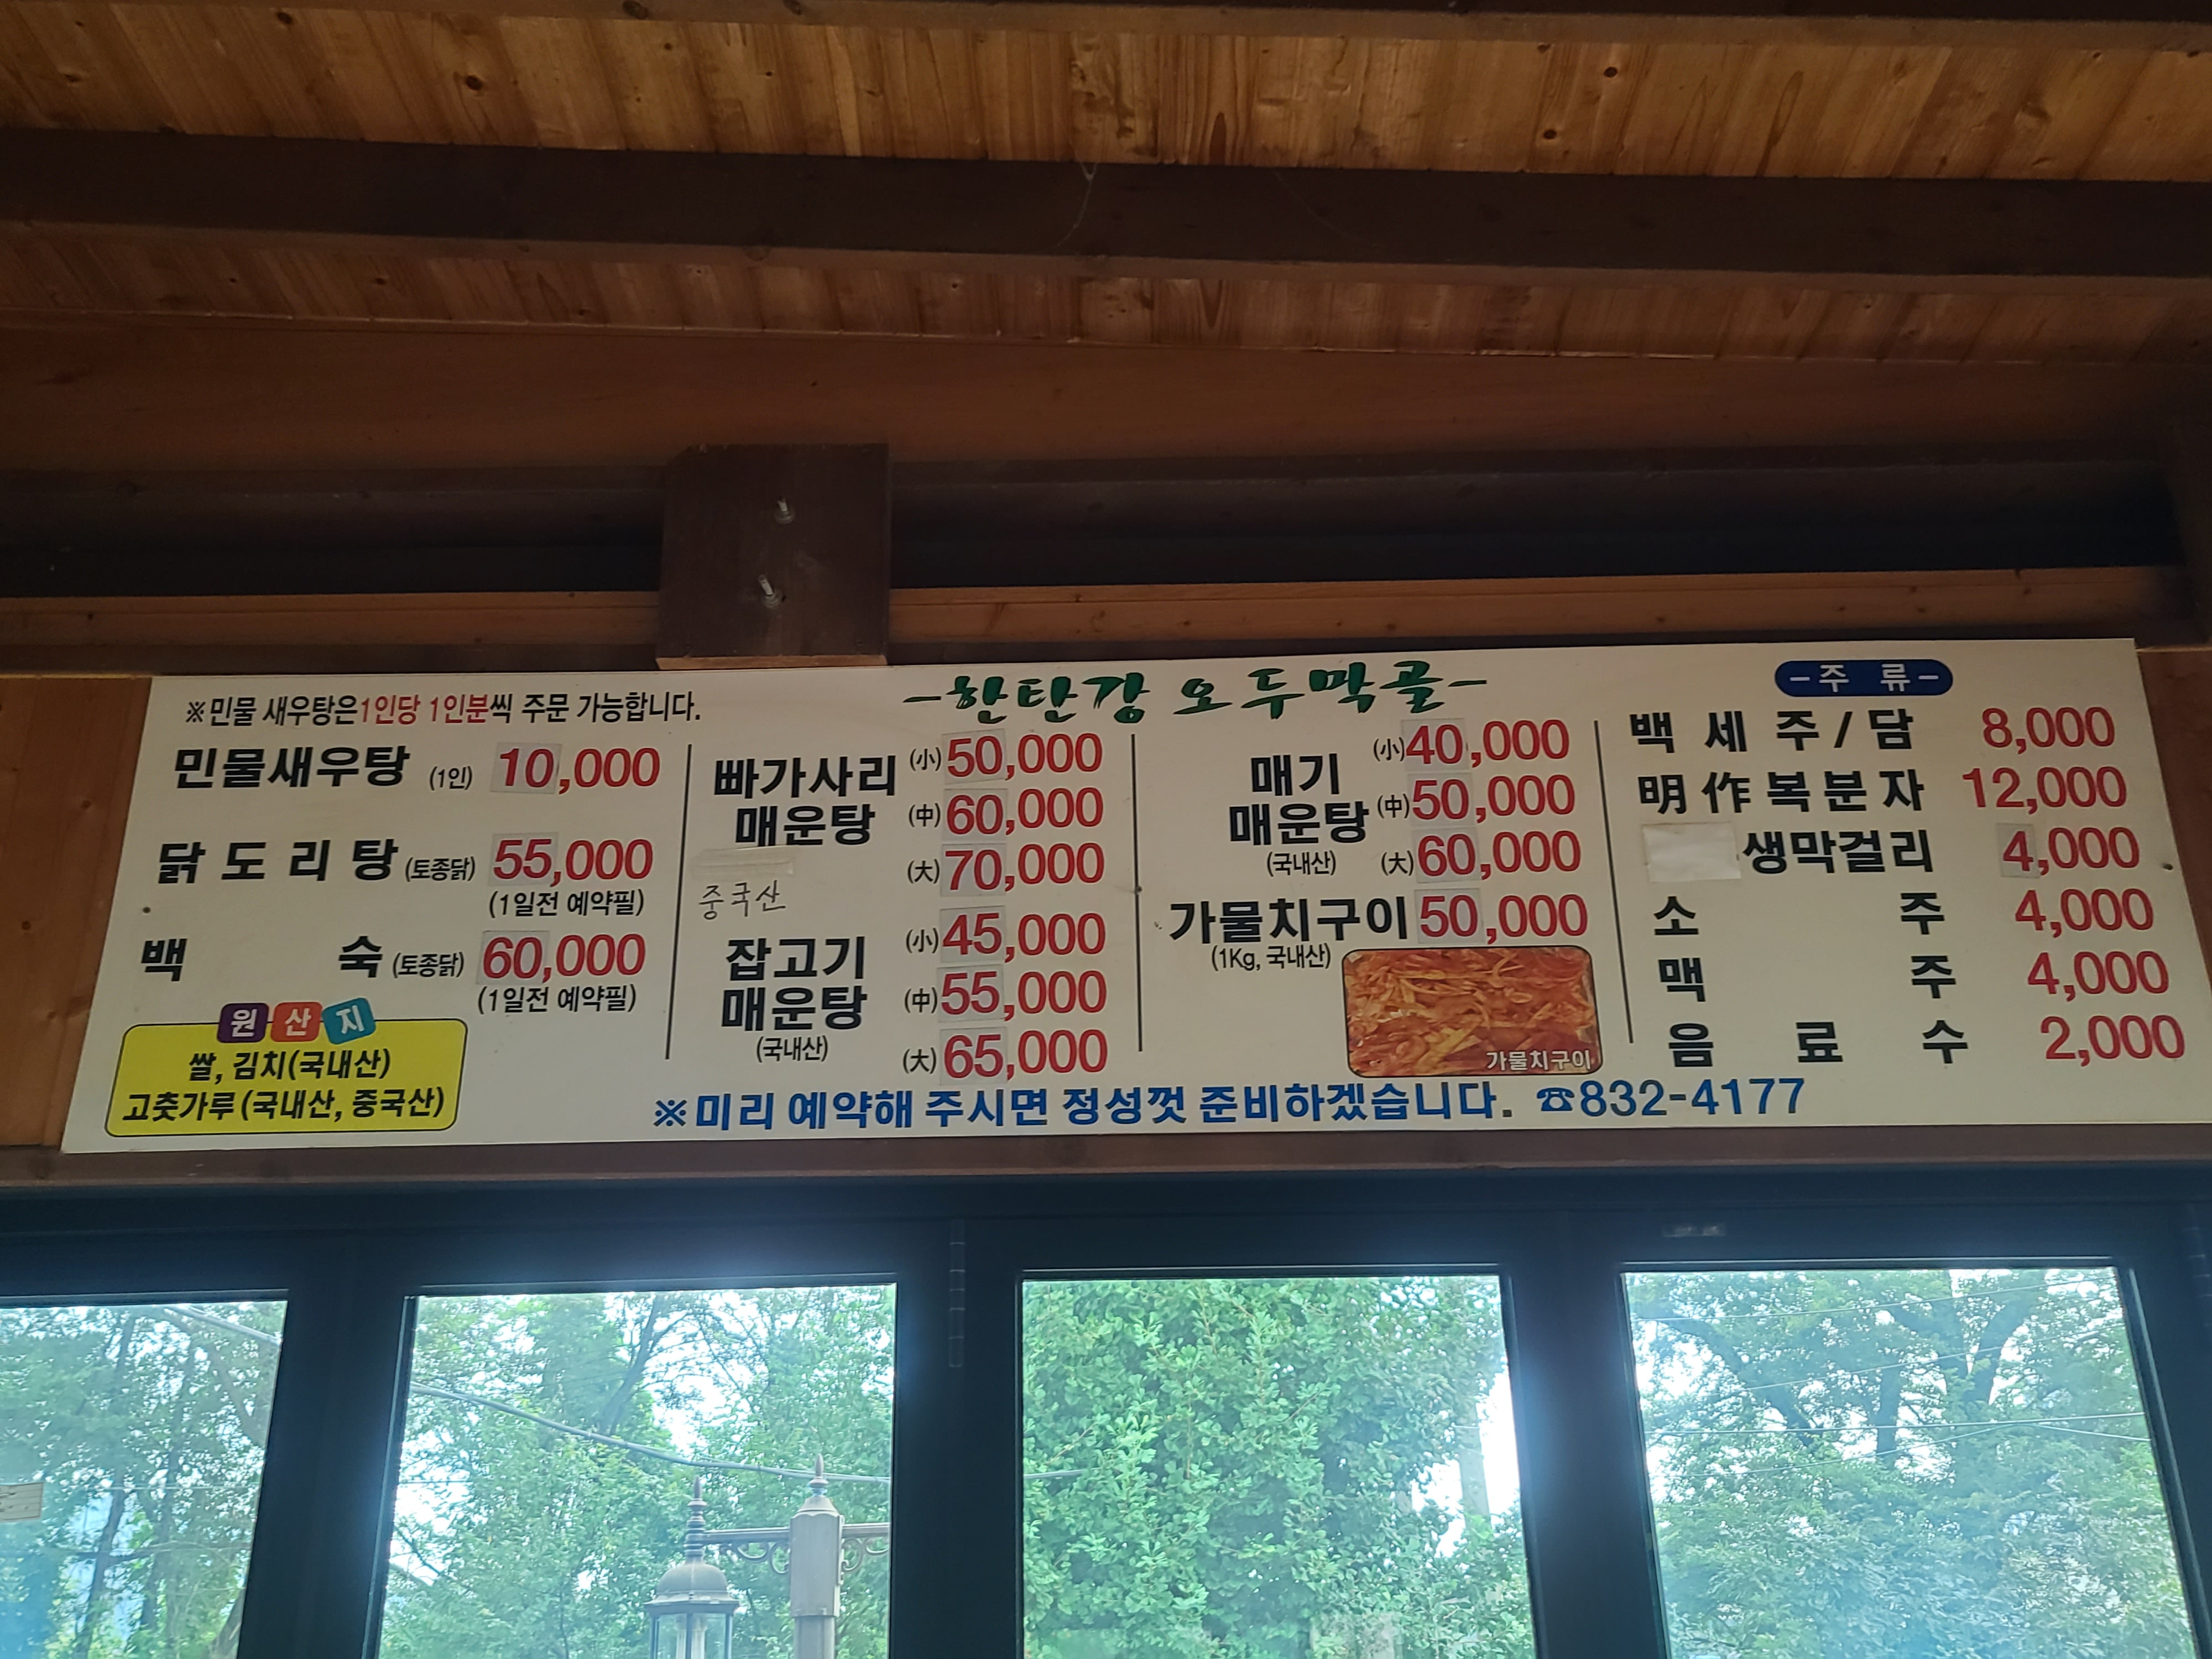 -한탄강 오두막골-
※민물 새우탕은 1인당 1인분씩 주문 가능합니다.
민물새우탕 (1인) 10,000
닭도리탕 (토종닭) 55,000
(1일전 예약필)
백숙 (토종닭) 60,000
(1일전 예약필)
원산지
쌀, 김치(국내산)
고춧가루(국내산, 중국산)
빠가사리
매운탕
중국산
(小) 50,000
(中) 60,000
(大) 70,000
잡고기
매운탕
(국내산)
(小) 45,000
(中) 55,000
(大) 65,000
매기
매운탕
(국내산)
(小) 40,000
(中) 50,000
(大) 60,000
가물치구이 50,000
(1Kg, 국내산)
가물치구이
-주 류-
백세주/담 8,000
明作복분자 12,000
생막걸리 4,000
소주 4,000
맥주 4,000
음료수 2,000
※미리 예약해 주시면 정성껏 준비하겠습니다. ☎832-4177